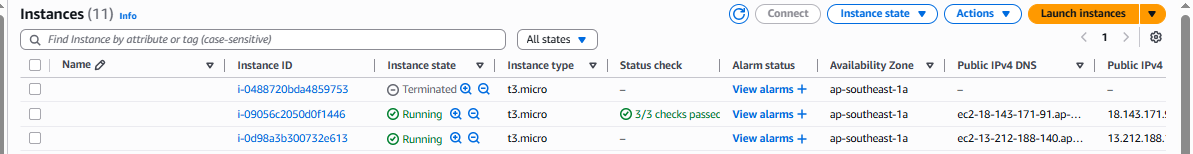 Instances (11) Info Connect Instance state Actions Launch instances
Find Instance by attribute or tag (case-sensitive) All states 1
Name Instance ID Instance state Instance type Status check Alarm status Availability Zone Public IPv4 DNS Public IPv4
i-0488720bda4859753 Terminated t3.micro – View alarms + ap-southeast-1a – –
i-09056c2050d0f1446 Running t3.micro 3/3 checks passed View alarms + ap-southeast-1a ec2-18-143-171-91.ap-... 18.143.171.9
i-0d98a3b300732e613 Running t3.micro – View alarms + ap-southeast-1a ec2-13-212-188-140.ap... 13.212.188.